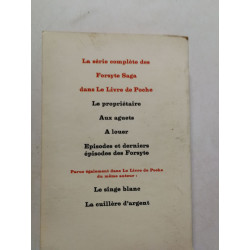 La série complète des
Forsyte Saga
dans Le Livre de Poche
Le propriétaire
Aux aguets
A louer
Episodes et derniers
épisodes des Forsyte
Parus également dans Le Livre de Poche
du même auteur :
Le singe blanc
La cuillère d'argent